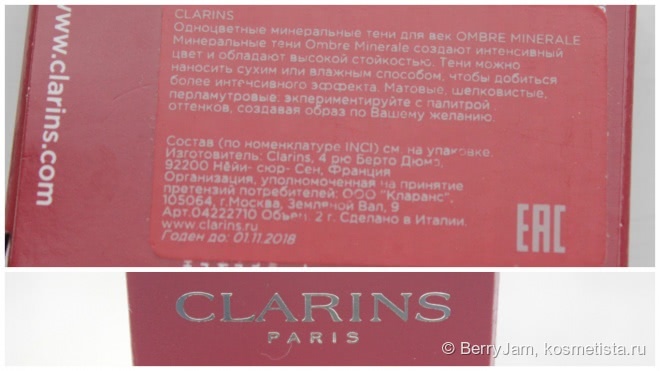 www.clarins.com
CLARINS
Одноцветные минеральные тени для век OMBRE MINERALE
Минеральные тени Ombre Minerale создают интенсивный
цвет и обладают высокой стойкостью. Тени можно
наносить сухим или влажным способом, чтобы добиться
более интенсивного эффекта. Матовые, шелковистые,
перламутровые: экпериментируйте с палитрой
оттенков, создавая образ по Вашему желанию.
Состав (по номенклатуре INCI) см. на упаковке.
Изготовитель: Clarins, 4 рю Берто Дюмо,
92200 Нёйи- сюр- Сен, Франция
Организация, уполномоченная на принятие
претензий потребителей: ООО "Кларанс",
105064, г.Москва, Земляной Вал, 9
Арт.04222710 Объем: 2 г. Сделано в Италии.
www.clarins.ru
Годен до: 01.11.2018
EAC
CLARINS
PARIS
© BerryJam, kosmetista.ru